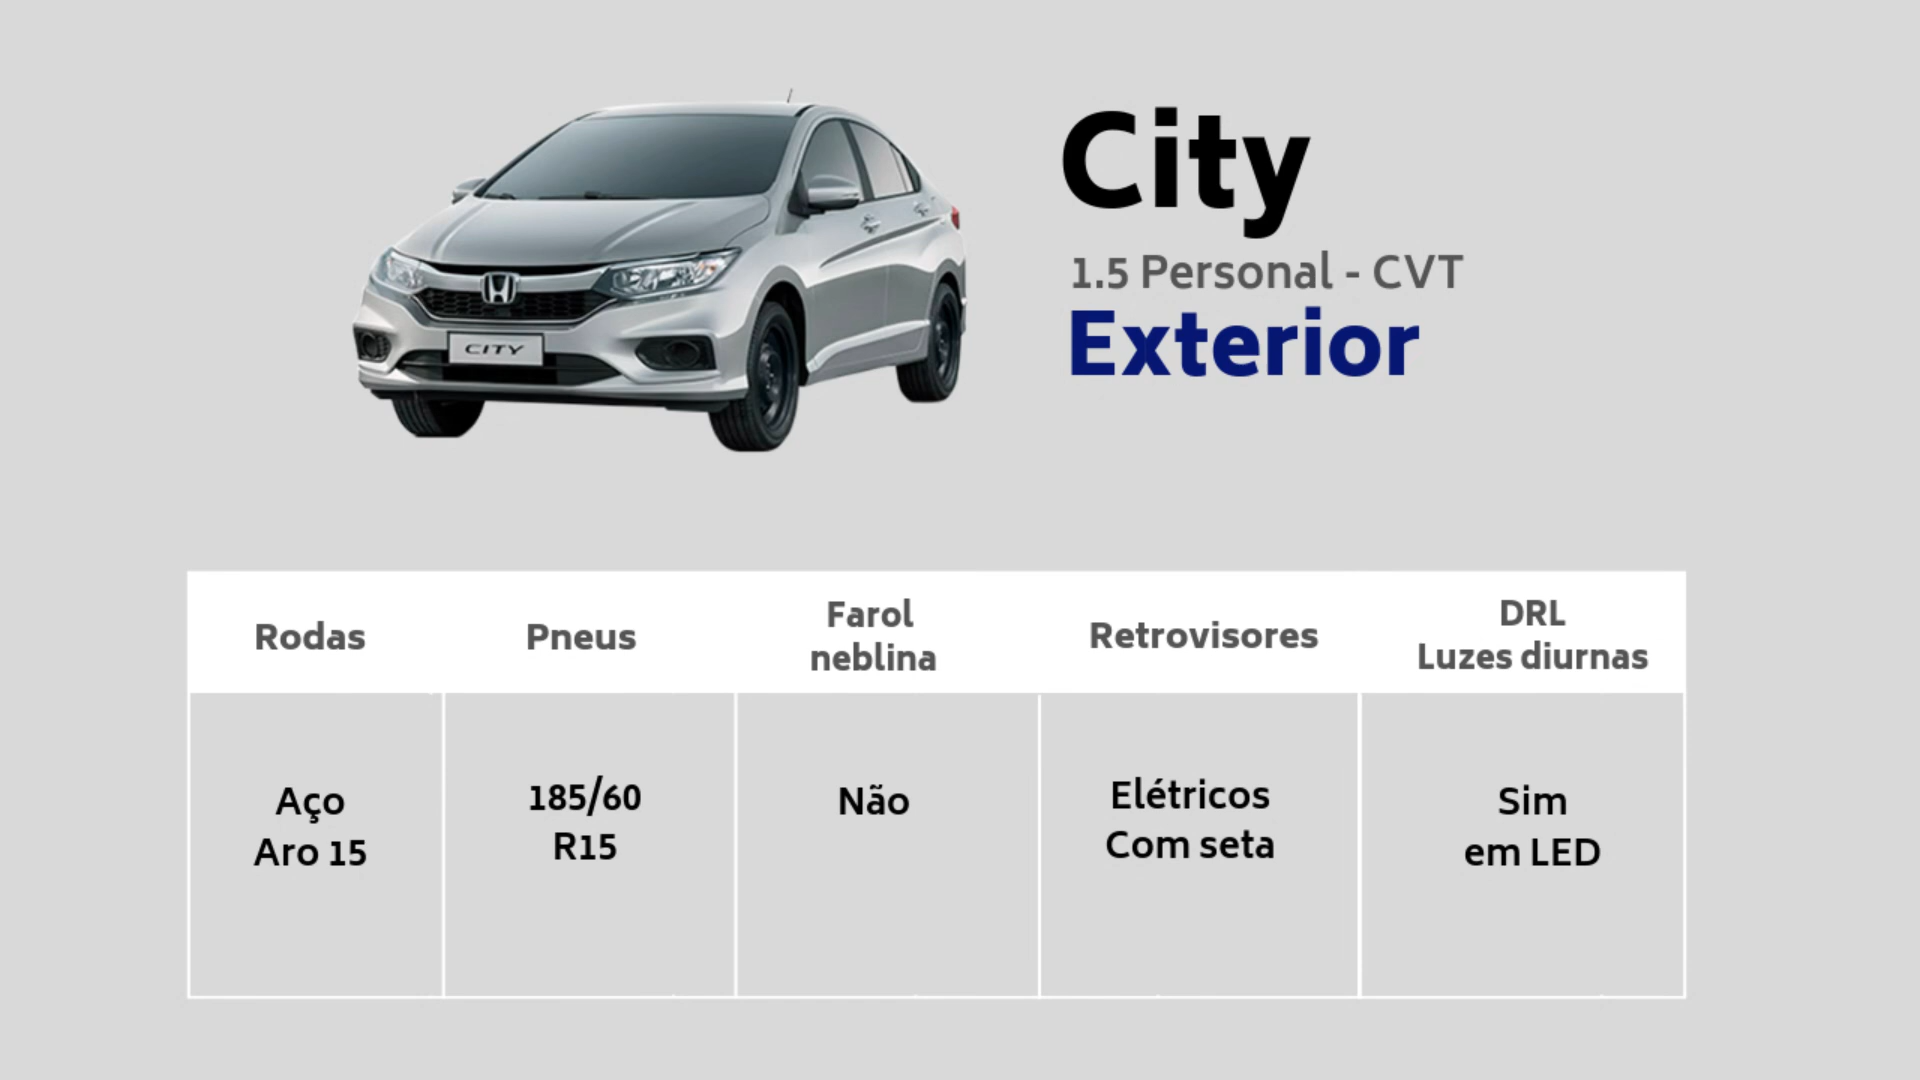 City
1.5 Personal - CVT
Exterior
CITY
Rodas
Pneus
Farol
neblina
Retrovisores
DRL
Luzes diurnas
Aço
Aro 15
185/60
R15
Não
Elétricos
Com seta
Sim
em LED